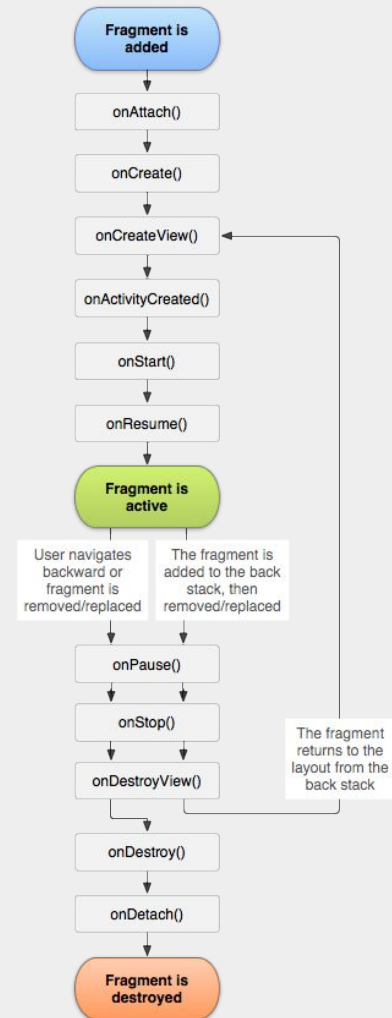 Fragment is
added
onAttach()
onCreate()
onCreateView()
onActivityCreated()
onStart()
onResume()
Fragment is
active
User navigates
backward or
fragment is
removed/replaced
The fragment is
added to the back
stack, then
removed/replaced
onPause()
onStop()
onDestroyView()
The fragment
returns to the
layout from the
back stack
onDestroy()
onDetach()
Fragment is
destroyed